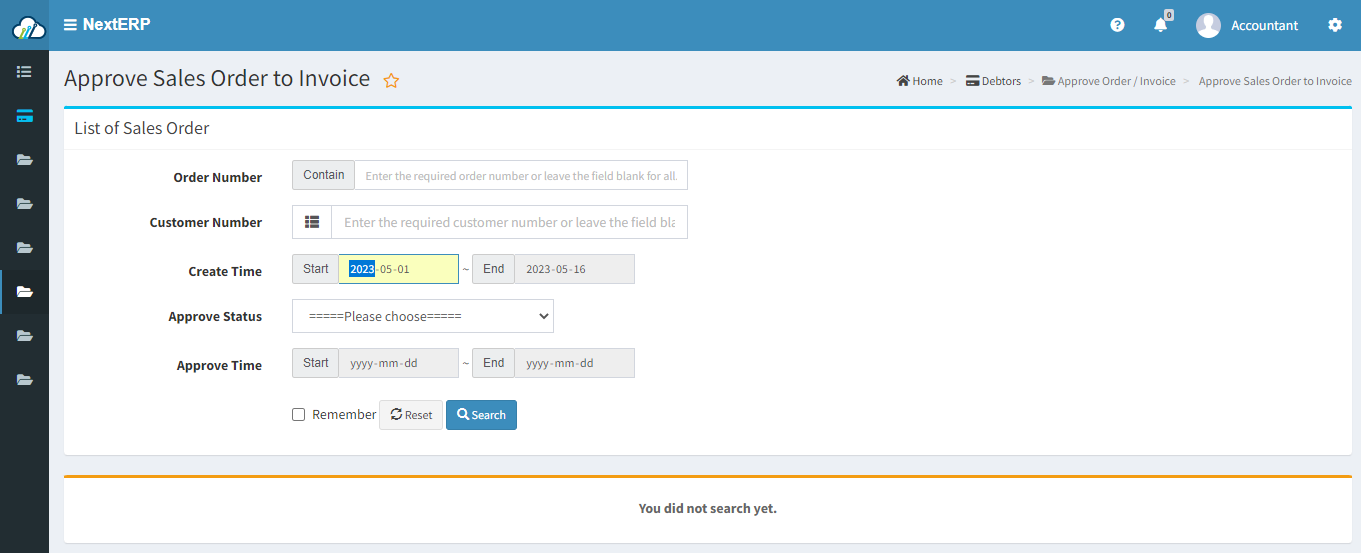 NextERP
0
Accountant
Approve Sales Order to Invoice
Home > Debtors > Approve Order / Invoice > Approve Sales Order to Invoice
List of Sales Order
Order Number Contain Enter the required order number or leave the field blank for all.
Customer Number Enter the required customer number or leave the field bla
Create Time Start 2023-05-01 ~ End 2023-05-16
Approve Status =====Please choose=====
Approve Time Start yyyy-mm-dd ~ End yyyy-mm-dd
Remember Reset Search
You did not search yet.